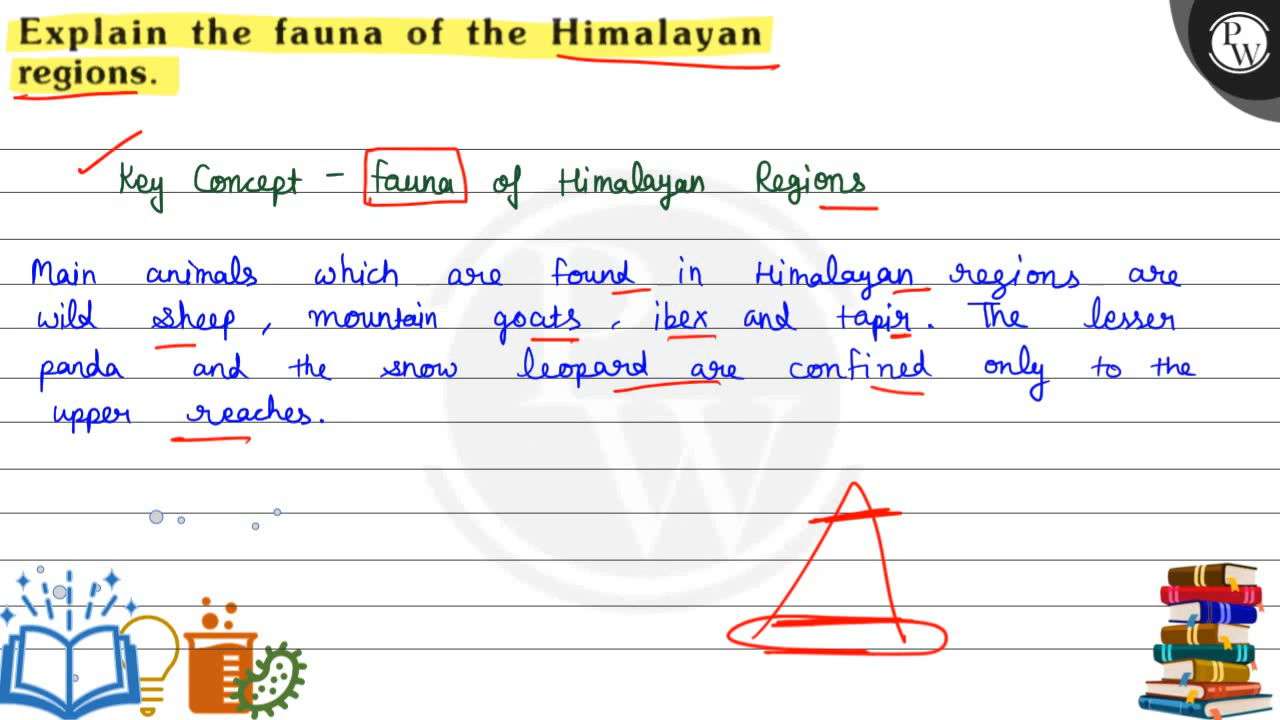 Explain the fauna of the Himalayan
regions.
PW
Key Concept - fauna of Himalayan Regions
Main animals which are found in Himalayan regions are
wild sheep, mountain goats, ibex and tapir. The lesser
panda and the snow leopard are confined only to the
upper reaches.
PW